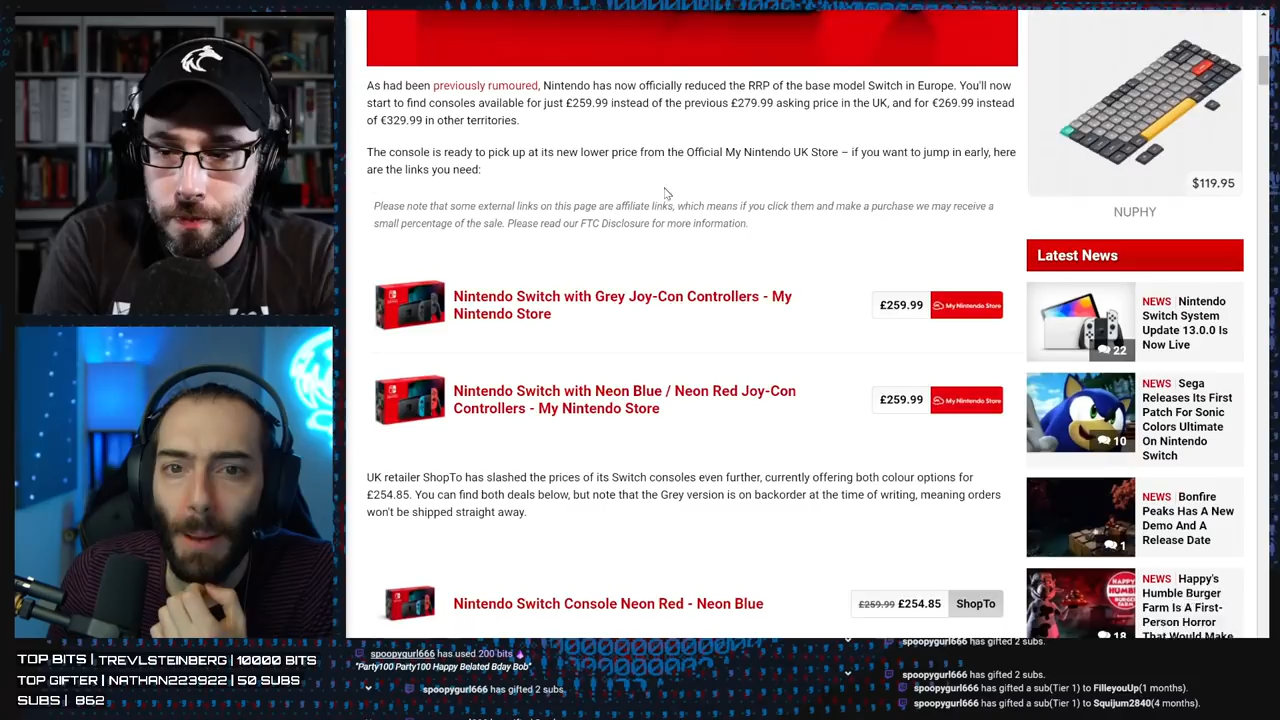 As had been previously rumoured, Nintendo has now officially reduced the RRP of the base model Switch in Europe. You'll now
start to find consoles available for just £259.99 instead of the previous £279.99 asking price in the UK, and for €269.99 instead
of €329.99 in other territories.
The console is ready to pick up at its new lower price from the Official My Nintendo UK Store – if you want to jump in early, here
are the links you need:
Please note that some external links on this page are affiliate links, which means if you click them and make a purchase we may receive a
small percentage of the sale. Please read our FTC Disclosure for more information.
Nintendo Switch with Grey Joy-Con Controllers - My
Nintendo Store
£259.99 My Nintendo Store
Nintendo Switch with Neon Blue / Neon Red Joy-Con
Controllers - My Nintendo Store
£259.99 My Nintendo Store
UK retailer ShopTo has slashed the prices of its Switch consoles even further, currently offering both colour options for
£254.85. You can find both deals below, but note that the Grey version is on backorder at the time of writing, meaning orders
won't be shipped straight away.
Nintendo Switch Console Neon Red - Neon Blue
£259.99 £254.85 ShopTo
$119.95
NUPHY
Latest News
NEWS Nintendo
Switch System
Update 13.0.0 Is
Now Live
22
NEWS Sega
Releases Its First
Patch For Sonic
Colors Ultimate
On Nintendo
Switch
10
NEWS Bonfire
Peaks Has A New
Demo And A
Release Date
1
NEWS Happy's
Humble Burger
Farm Is A First-
Person Horror
That Would Make
18
TOP BITS | TREVLSTEINBERG | 10000 BITS
TOP GIFTER | NATHAN223922 | 50 SUBS
SUBS | 862
spoopygurl666 has used 200 bits
"Party100 Party100 Happy Belated Bday Bob"
spoopygurl666 has gifted 2 subs.
spoopygurl666 has gifted 2 subs.
spoopygurl666 has gifted 2 subs.
spoopygurl666 has gifted a sub(Tier 1) to FilleyouUp(1 months).
spoopygurl666 has gifted a sub(Tier 1) to Squijum2840(4 months).